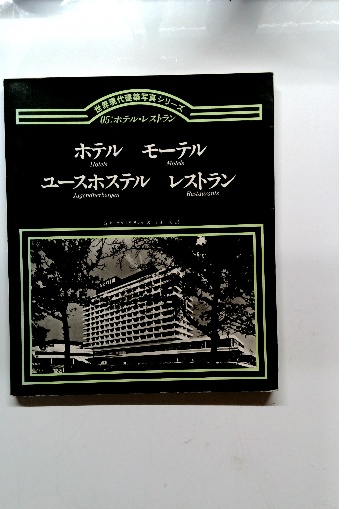 世界現代建築写真シリーズ
05:ホテル・レストラン
ホテル モーテル
Hotels Motels
ユースホステル レストラン
Jugendherbergen Restaurants